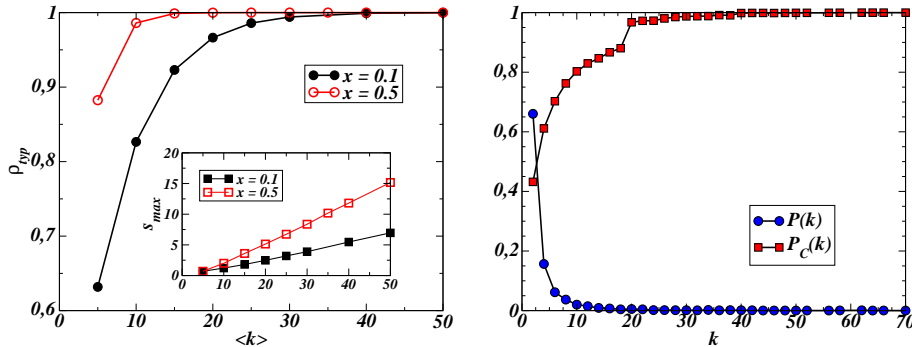 1
0,9
0,8
0,7
0,6
ρtyp
0 10 20 30 40 50
<k>
x = 0.1
x = 0.5
20
15
10
5
0
smax
0 10 20 30 40 50
x = 0.1
x = 0.5
1
0,8
0,6
0,4
0,2
0
0 10 20 30 40 50 60 70
k
P(k)
PC(k)